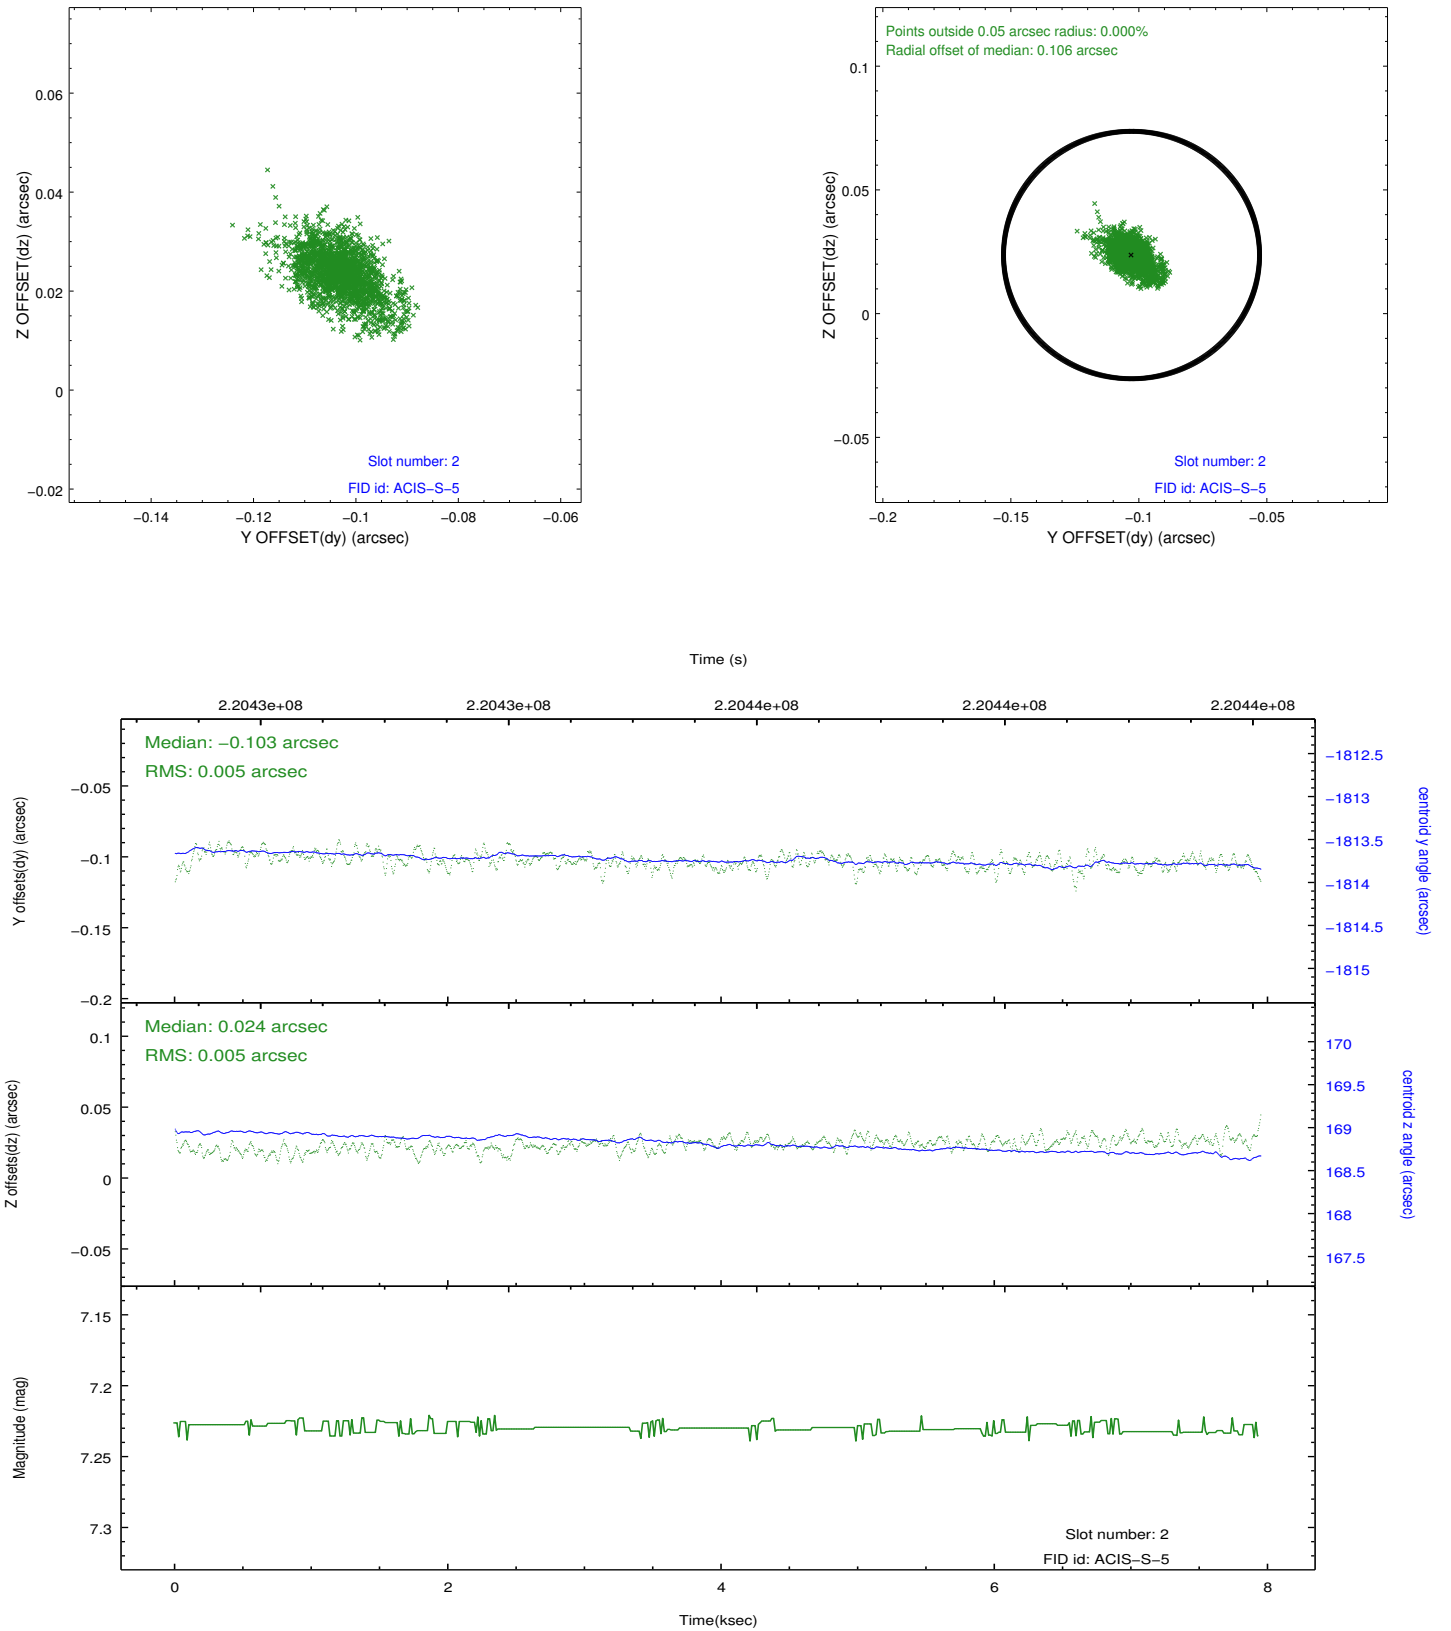 0.06
0.04
0.02
0
−0.02
Z OFFSET(dz) (arcsec)
Slot number: 2
FID id: ACIS−S−5
−0.14
−0.12
−0.1
−0.08
−0.06
Y OFFSET(dy) (arcsec)
Points outside 0.05 arcsec radius: 0.000%
Radial offset of median: 0.106 arcsec
0.1
0.05
0
−0.05
Z OFFSET(dz) (arcsec)
Slot number: 2
FID id: ACIS−S−5
−0.2
−0.15
−0.1
−0.05
Y OFFSET(dy) (arcsec)
Time (s)
2.2043e+08
2.2043e+08
2.2044e+08
2.2044e+08
2.2044e+08
Median: −0.103 arcsec
RMS: 0.005 arcsec
−0.05
−0.1
−0.15
−0.2
Y offsets(dy) (arcsec)
−1812.5
−1813
−1813.5
−1814
−1814.5
−1815
centroid y angle (arcsec)
Median: 0.024 arcsec
RMS: 0.005 arcsec
0.1
0.05
0
−0.05
Z offsets(dz) (arcsec)
170
169.5
169
168.5
168
167.5
centroid z angle (arcsec)
7.15
7.2
7.25
7.3
Magnitude (mag)
Slot number: 2
FID id: ACIS−S−5
0
2
4
6
8
Time(ksec)